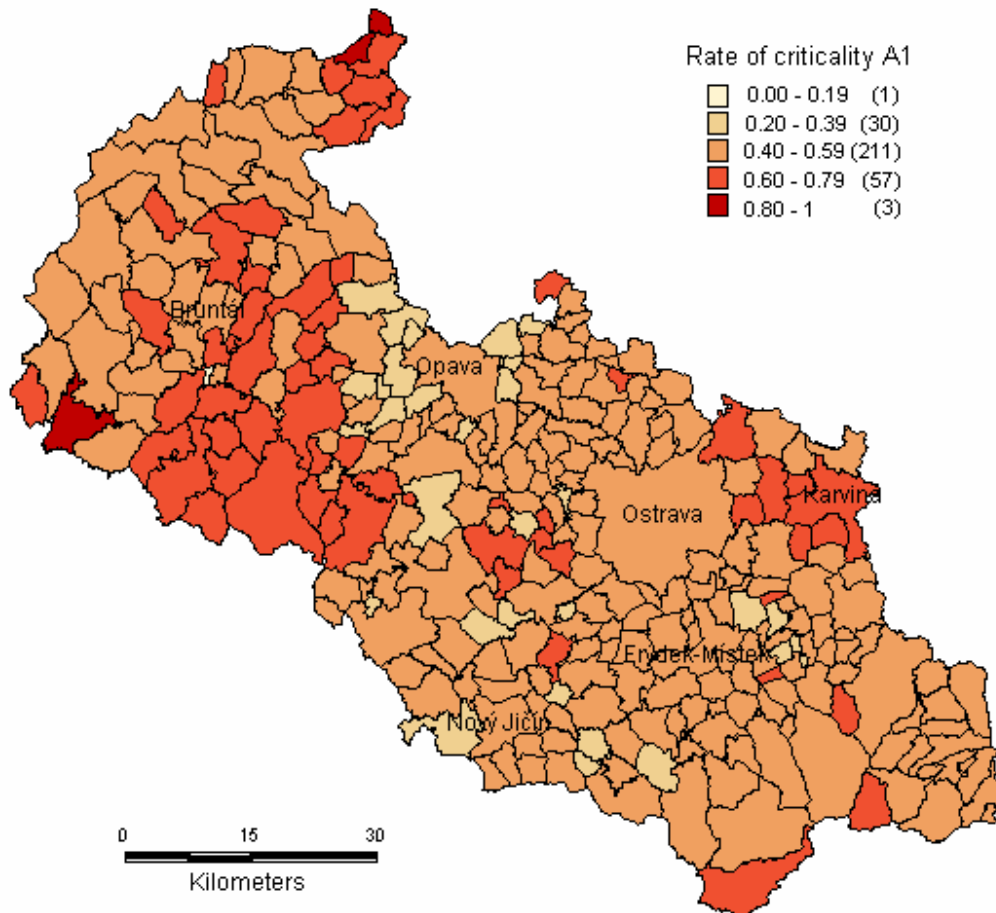 Rate of criticality A1
0.00 - 0.19 (1)
0.20 - 0.39 (30)
0.40 - 0.59 (211)
0.60 - 0.79 (57)
0.80 - 1 (3)
Bruntál
Opava
Karviná
Ostrava
Frýdek-Místek
Nový Jičín
0 15 30
Kilometers